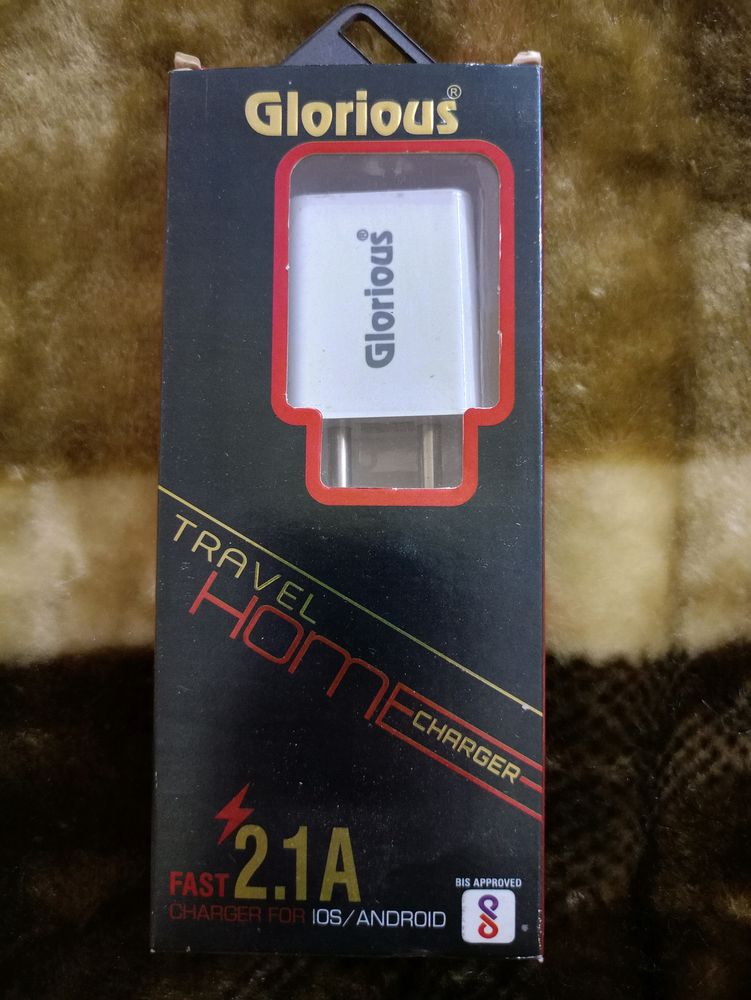 Glorious®
Glorious®
TRAVEL
HOME
CHARGER
FAST 2.1A
CHARGER FOR IOS/ANDROID
BIS APPROVED